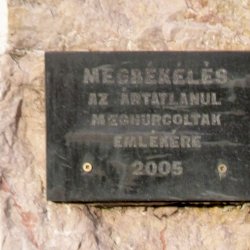 MEGBÉKÉLÉS
AZ ÁRTATLANUL
MEGHURCOLTAK
EMLÉKÉRE
2005